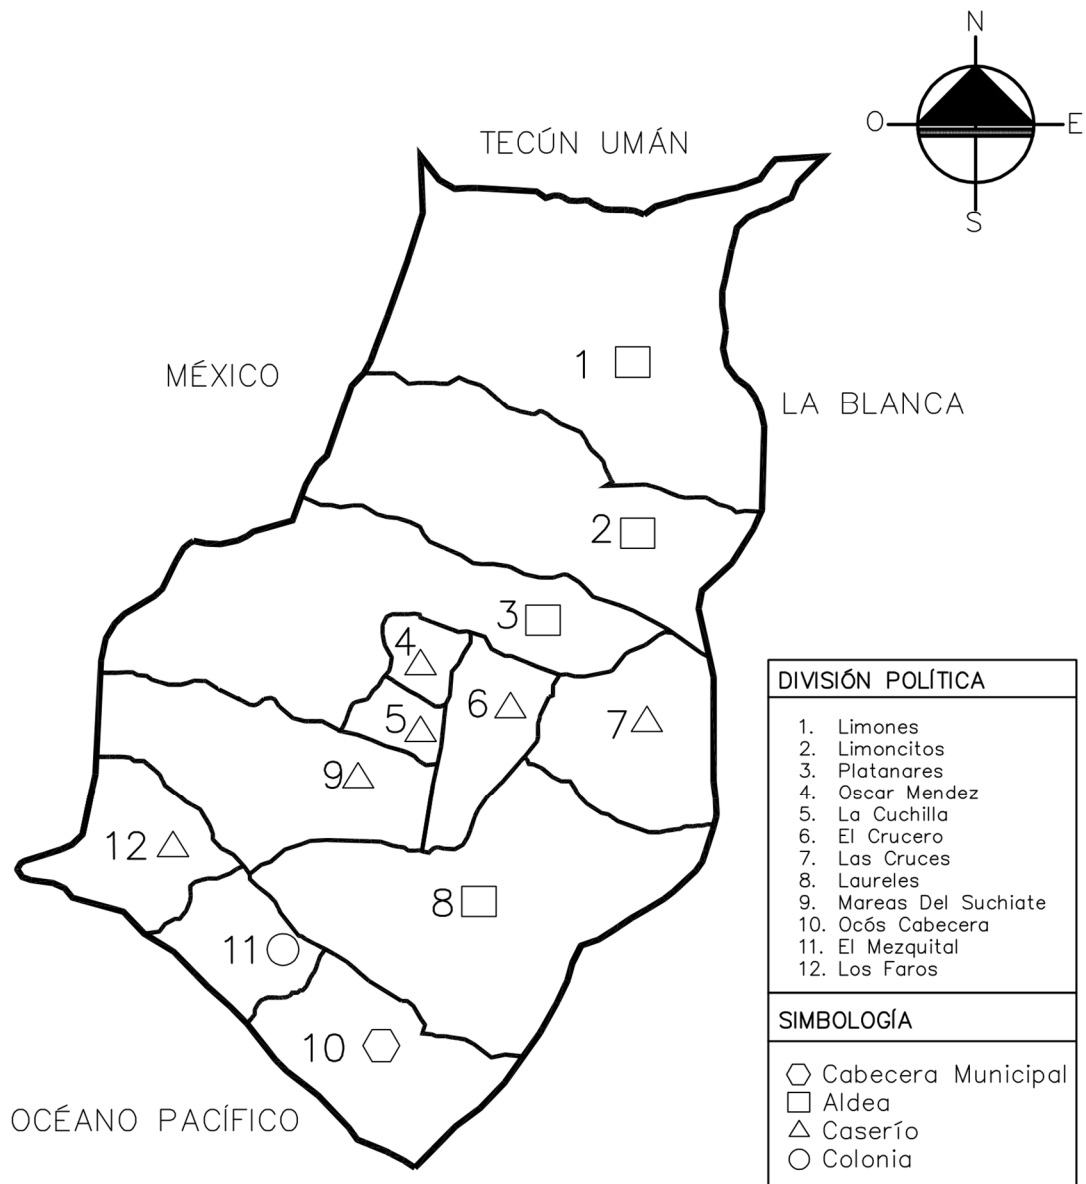 N
O
E
S
TECÚN UMÁN
MÉXICO
LA BLANCA
1
2
3
4
5
6
7
9
12
8
11
10
OCÉANO PACÍFICO
DIVISIÓN POLÍTICA
1. Limones
2. Limoncitos
3. Platanares
4. Oscar Mendez
5. La Cuchilla
6. El Crucero
7. Las Cruces
8. Laureles
9. Mareas Del Suchiate
10. Ocós Cabecera
11. El Mezquital
12. Los Faros
SIMBOLOGÍA
Cabecera Municipal
Aldea
Caserío
Colonia